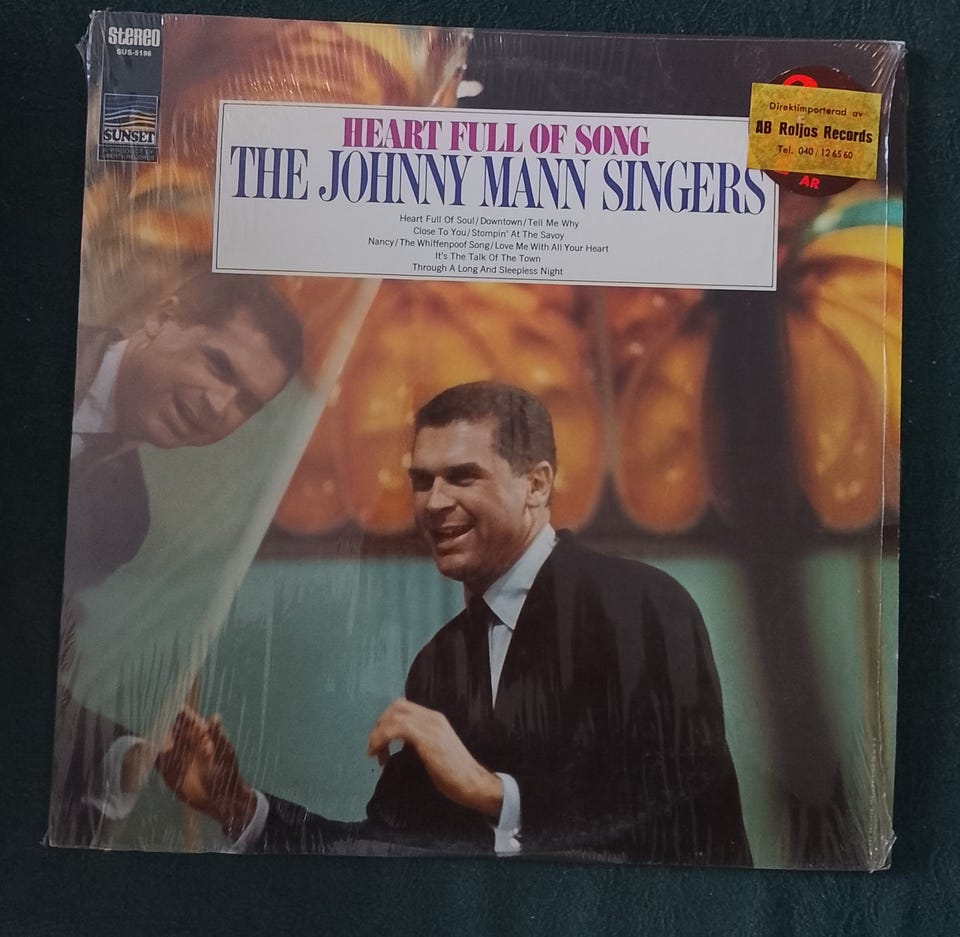 STEREO
SUS-5196
SUNSET
HEART FULL OF SONG
THE JOHNNY MANN SINGERS
Heart Full Of Soul/Downtown/Tell Me Why
Close To You/Stompin' At The Savoy
Nancy/The Whiffenpoof Song/Love Me With All Your Heart
It's The Talk Of The Town
Through A Long And Sleepless Night
Direktimporterad av
AB Roljos Records
Tel. 040/12 65 60
AR